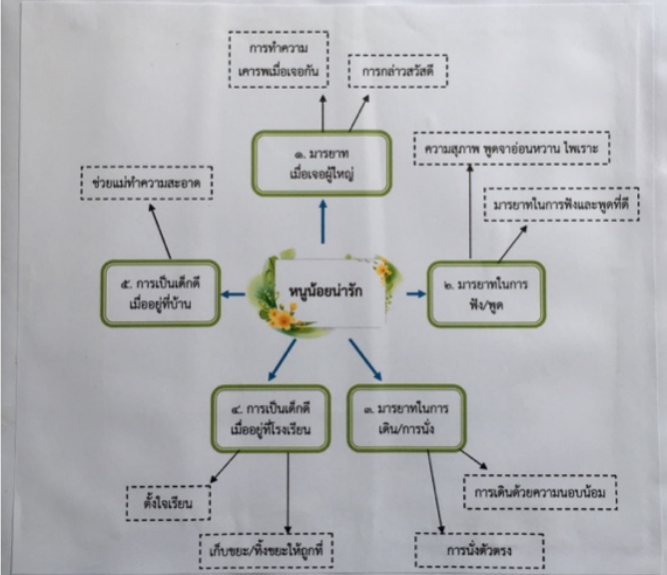 การทำความ
เคารพเมื่อเจอกัน
การกล่าวสวัสดี
๑. มารยาท
เมื่อเจอผู้ใหญ่
ความสุภาพ พูดจาอ่อนหวาน ไพเราะ
มารยาทในการฟังและพูดที่ดี
ช่วยแม่ทำความสะอาด
๕. การเป็นเด็กดี
เมื่ออยู่ที่บ้าน
หนูน้อยน่ารัก
๒. มารยาทในการ
ฟัง/พูด
๔. การเป็นเด็กดี
เมื่ออยู่ที่โรงเรียน
๓. มารยาทในการ
เดิน/การนั่ง
ตั้งใจเรียน
การเดินด้วยความนอบน้อม
เก็บขยะ/ทิ้งขยะให้ถูกที่
การนั่งตัวตรง